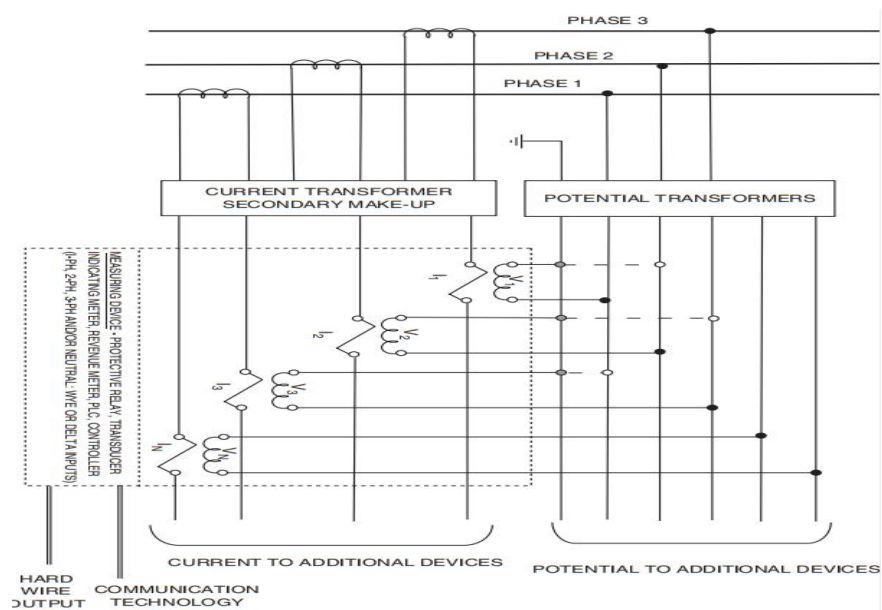 PHASE 3
PHASE 2
PHASE 1
CURRENT TRANSFORMER
SECONDARY MAKE-UP
POTENTIAL TRANSFORMERS
MEASURING DEVICE - PROTECTIVE RELAY, TRANSDUCER
INDICATING METER, REVENUE METER, PLC, CONTROLLER
(I-PH, 2-PH, 3-PH AND/OR NEUTRAL: WYE OR DELTA INPUTS)
I1
V1
I2
V2
I3
V3
IN
VN
CURRENT TO ADDITIONAL DEVICES
POTENTIAL TO ADDITIONAL DEVICES
HARD
WIRE
OUTPUT
COMMUNICATION
TECHNOLOGY